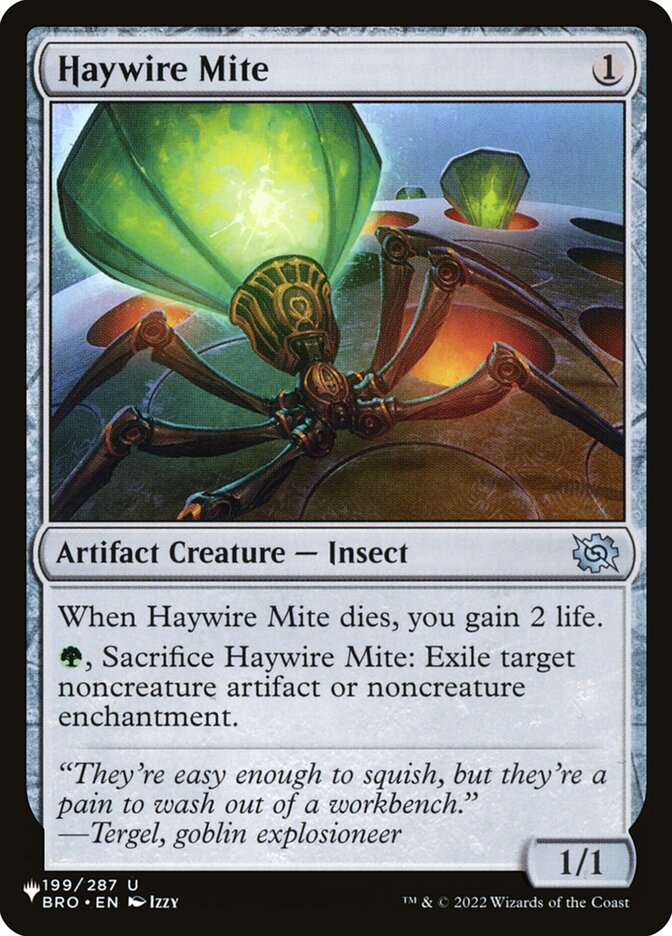 Haywire Mite 1
Artifact Creature — Insect
When Haywire Mite dies, you gain 2 life.
, Sacrifice Haywire Mite: Exile target
noncreature artifact or noncreature
enchantment.
“They’re easy enough to squish, but they’re a
pain to wash out of a workbench.”
—Tergel, goblin explosioneer
1/1
199/287 U
BRO • EN Izzy
™ & © 2022 Wizards of the Coast